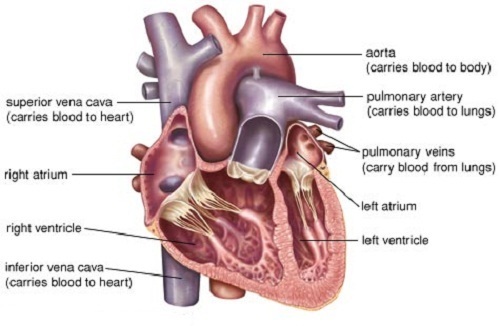 aorta
(carries blood to body)
pulmonary artery
(carries blood to lungs)
superior vena cava
(carries blood to heart)
pulmonary veins
(carry blood from lungs)
right atrium
left atrium
right ventricle
left ventricle
inferior vena cava
(carries blood to heart)